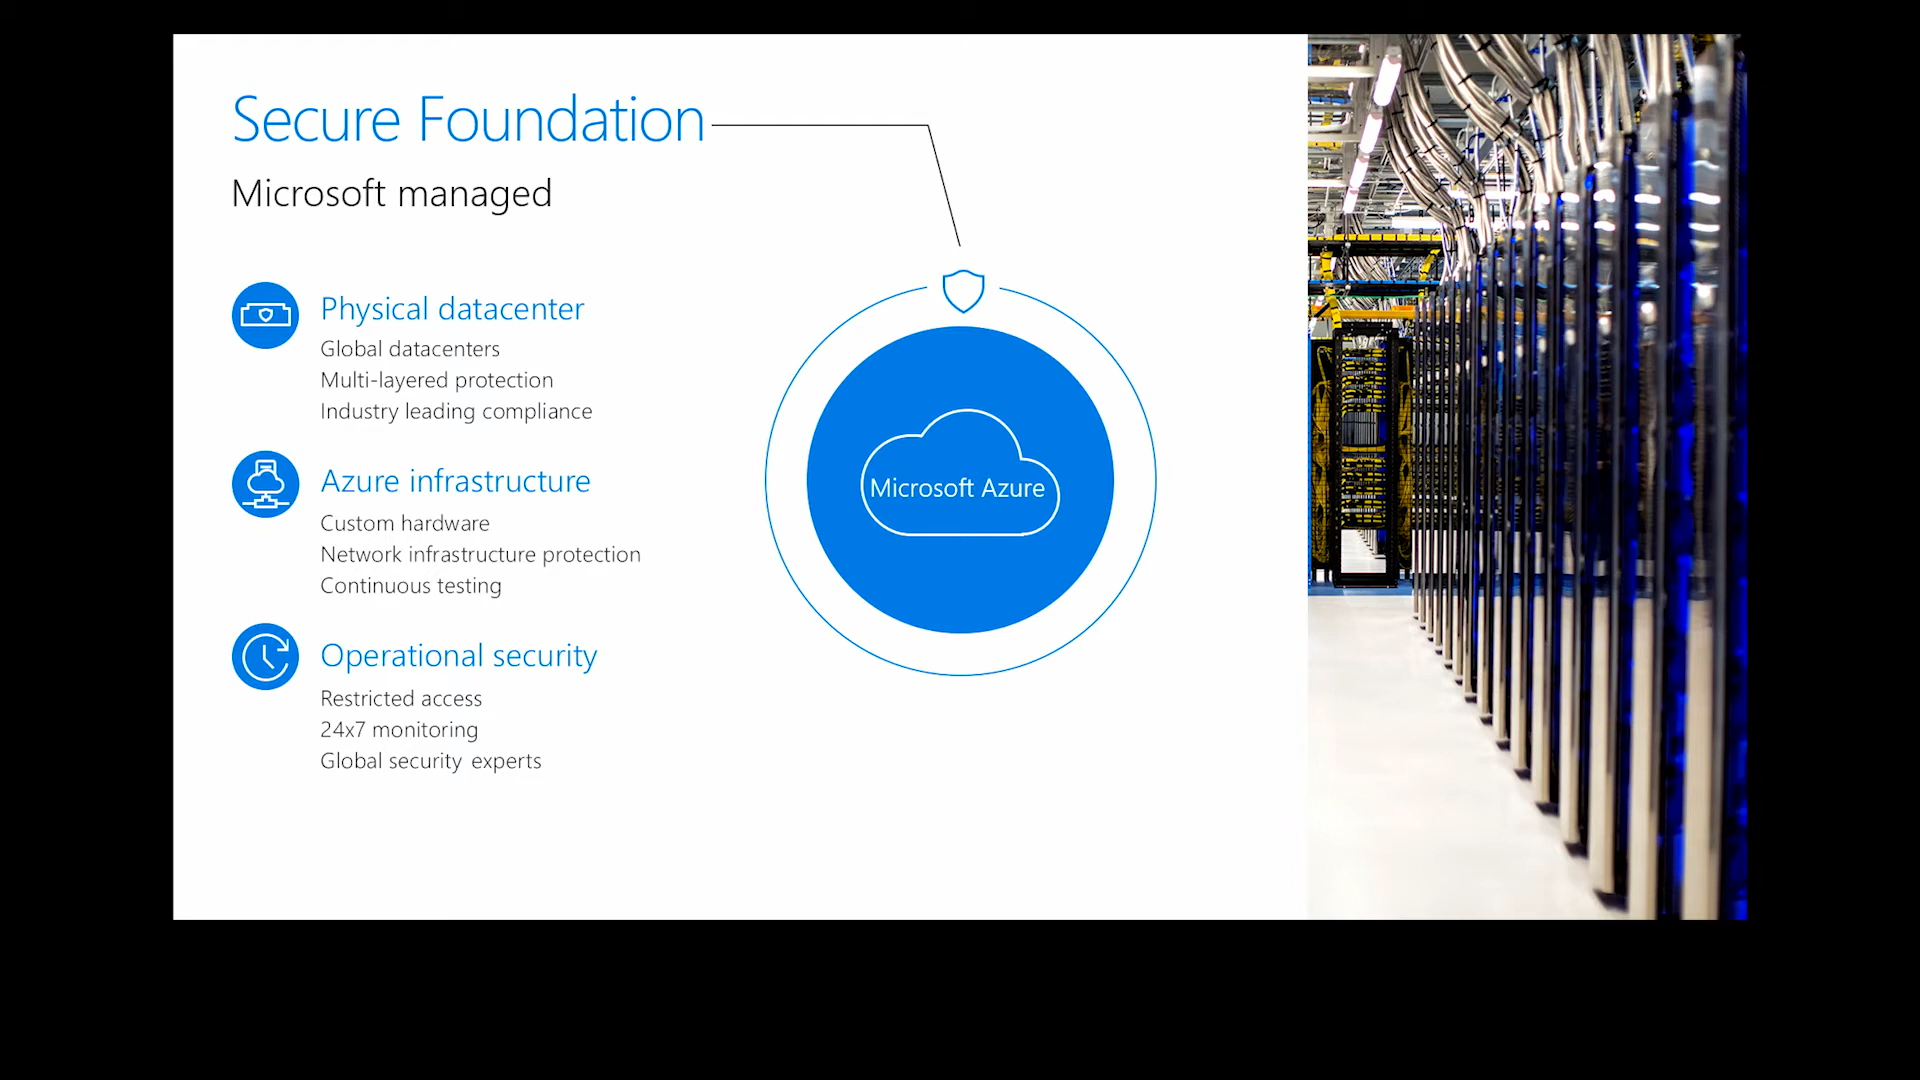 Secure Foundation
Microsoft managed
Physical datacenter
Global datacenters
Multi-layered protection
Industry leading compliance
Azure infrastructure
Custom hardware
Network infrastructure protection
Continuous testing
Operational security
Restricted access
24x7 monitoring
Global security experts
Microsoft Azure